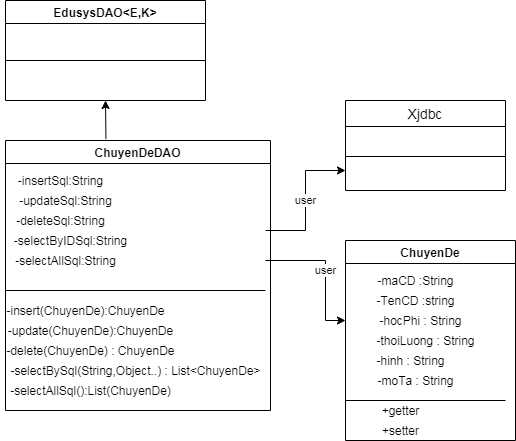 EdusysDAO<E,K>
ChuyenDeDAO
-insertSql:String
-updateSql:String
-deleteSql:String
-selectByIDSql:String
-selectAllSql:String
-insert(ChuyenDe):ChuyenDe
-update(ChuyenDe):ChuyenDe
-delete(ChuyenDe) : ChuyenDe
-selectBySql(String,Object..) : List<ChuyenDe>
-selectAllSql():List(ChuyenDe)
user
user
Xjdbc
ChuyenDe
-maCD :String
-TenCD :string
-hocPhi : String
-thoiLuong : String
-hinh : String
-moTa : String
+getter
+setter